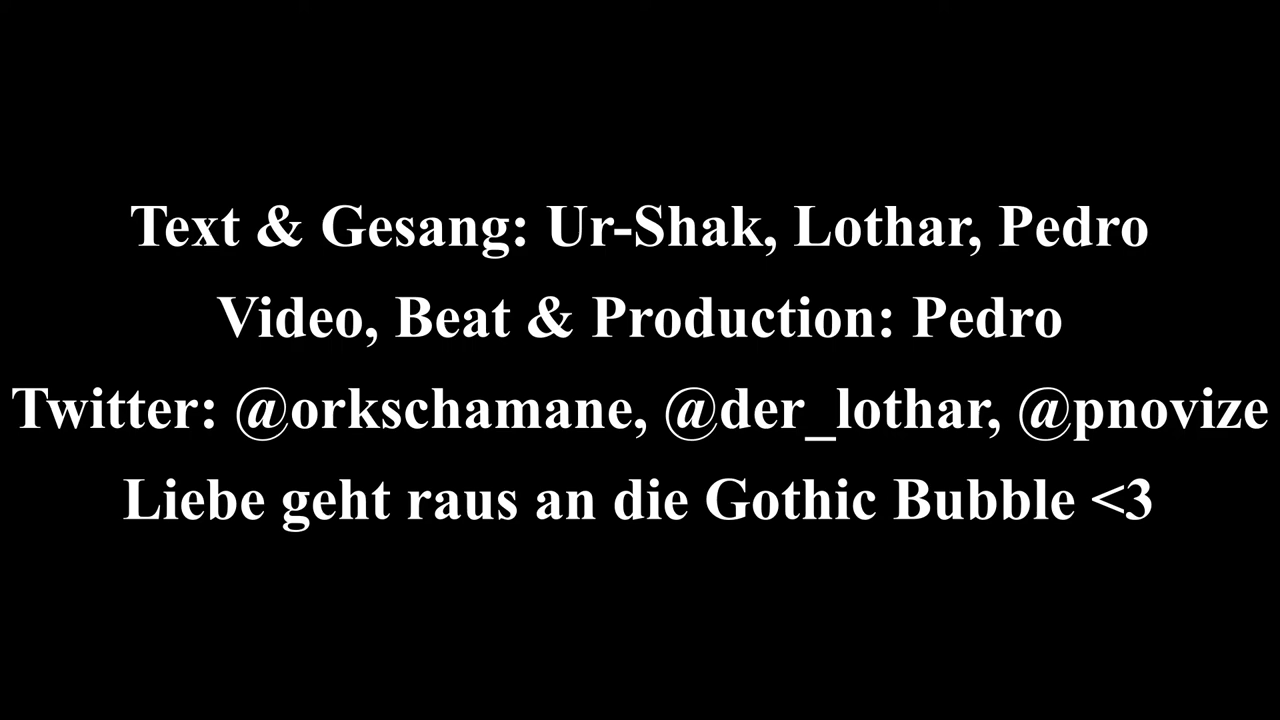 Text & Gesang: Ur-Shak, Lothar, Pedro
Video, Beat & Production: Pedro
Twitter: @orkschamane, @der_lothar, @pnovize
Liebe geht raus an die Gothic Bubble <3